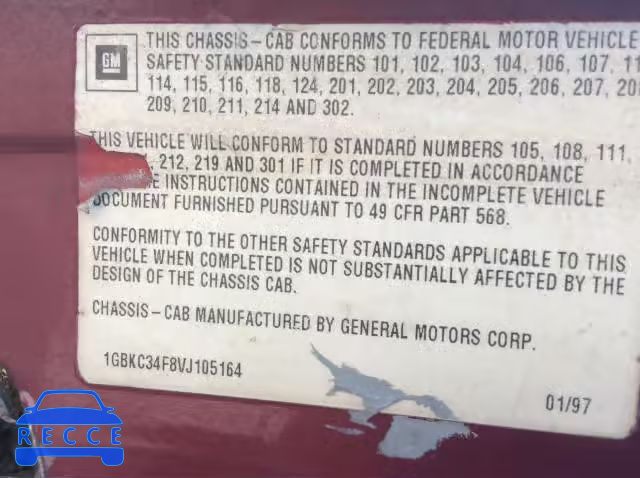 GM
THIS CHASSIS-CAB CONFORMS TO FEDERAL MOTOR VEHICLE
SAFETY STANDARD NUMBERS 101, 102, 103, 104, 106, 107,
114, 115, 116, 118, 124, 201, 202, 203, 204, 205, 206, 207,
209, 210, 211, 214 AND 302.
THIS VEHICLE WILL CONFORM TO STANDARD NUMBERS 105, 108, 111,
, 212, 219 AND 301 IF IT IS COMPLETED IN ACCORDANCE
INSTRUCTIONS CONTAINED IN THE INCOMPLETE VEHICLE
DOCUMENT FURNISHED PURSUANT TO 49 CFR PART 568.
CONFORMITY TO THE OTHER SAFETY STANDARDS APPLICABLE TO THIS
VEHICLE WHEN COMPLETED IS NOT SUBSTANTIALLY AFFECTED BY THE
DESIGN OF THE CHASSIS CAB.
CHASSIS-CAB MANUFACTURED BY GENERAL MOTORS CORP.
1GBKC34F8VJ105164
01/97
RECCE